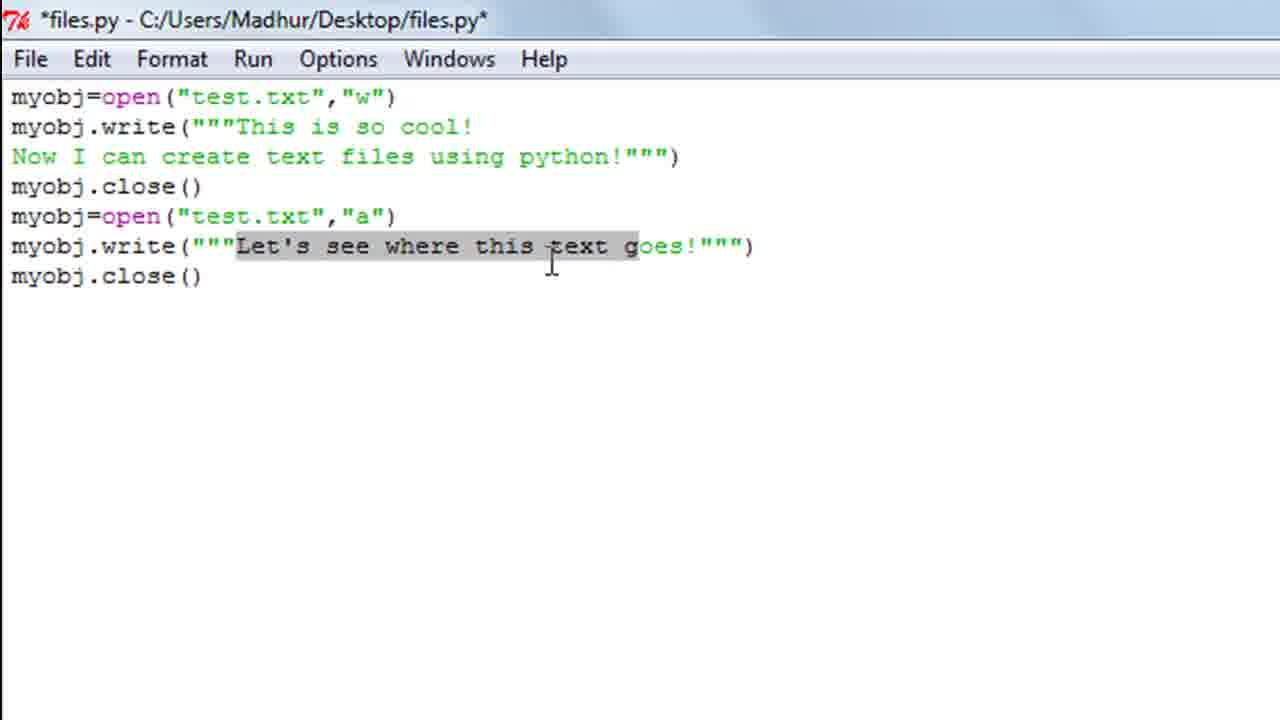 *files.py - C:/Users/Madhur/Desktop/files.py*
File Edit Format Run Options Windows Help
myobj=open("test.txt","w")
myobj.write("""This is so cool!
Now I can create text files using python!""")
myobj.close()
myobj=open("test.txt","a")
myobj.write("""Let's see where this text goes!""")
myobj.close()